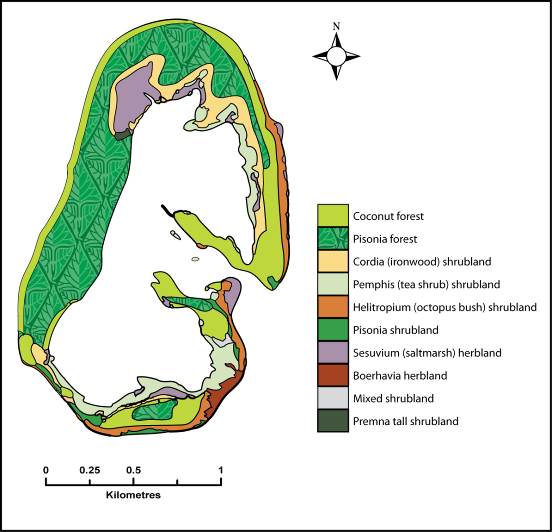 N
Coconut forest
Pisonia forest
Cordia (ironwood) shrubland
Pemphis (tea shrub) shrubland
Helitropium (octopus bush) shrubland
Pisonia shrubland
Sesuvium (saltmarsh) herbland
Boerhavia herbland
Mixed shrubland
Premna tall shrubland
0 0.25 0.5 1
Kilometres